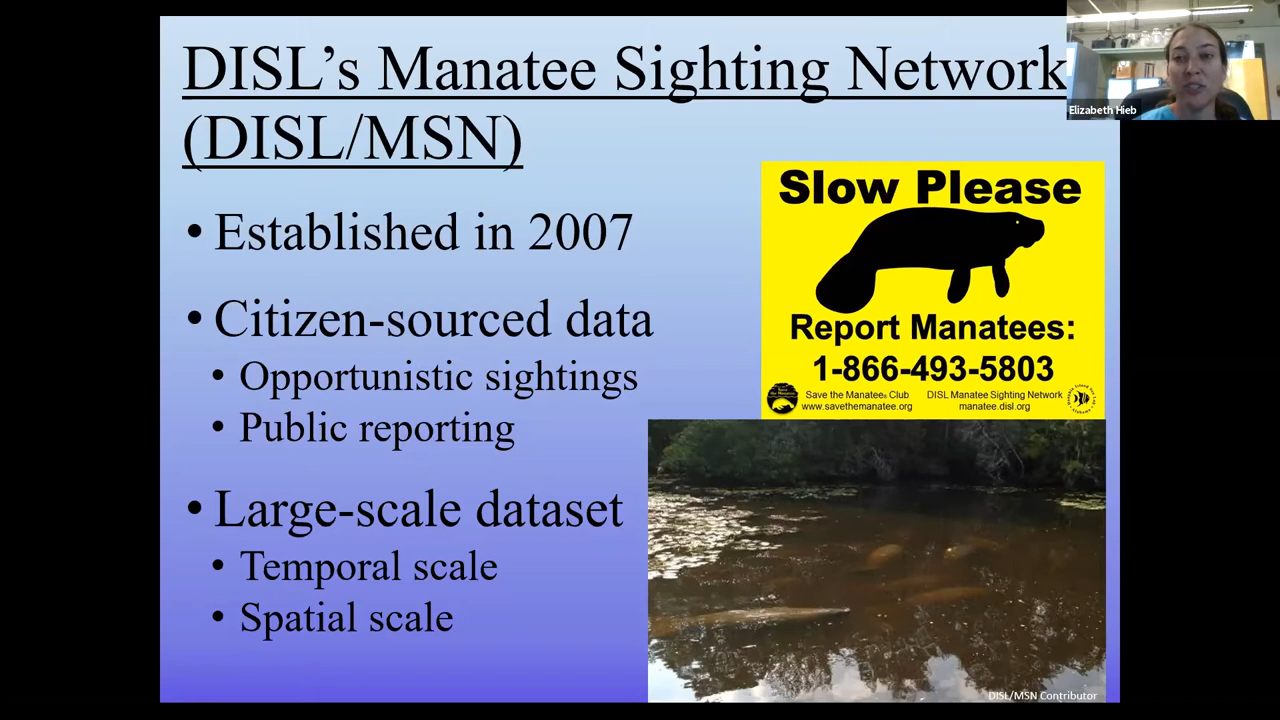 DISL’s Manatee Sighting Network
(DISL/MSN)
Elizabeth Hieb
• Established in 2007
• Citizen-sourced data
• Opportunistic sightings
• Public reporting
• Large-scale dataset
• Temporal scale
• Spatial scale
Slow Please
Report Manatees:
1-866-493-5803
Save the Manatee® Club
www.savethemanatee.org
DISL Manatee Sighting Network
manatee.disl.org
DISL/MSN Contributor